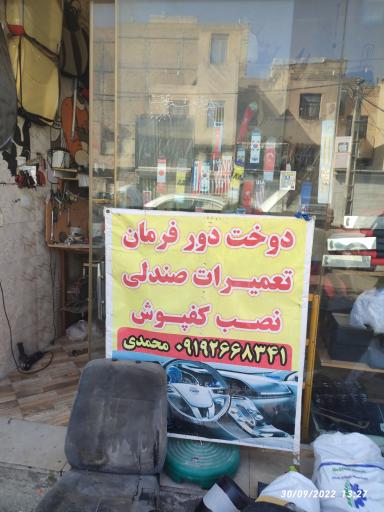 دوخت دور فرمان
تعمیرات صندلی
نصب کفپوش
۰۹۱۹۲۶۶۸۳۴۱ محمدی
30/09/2022 13:27